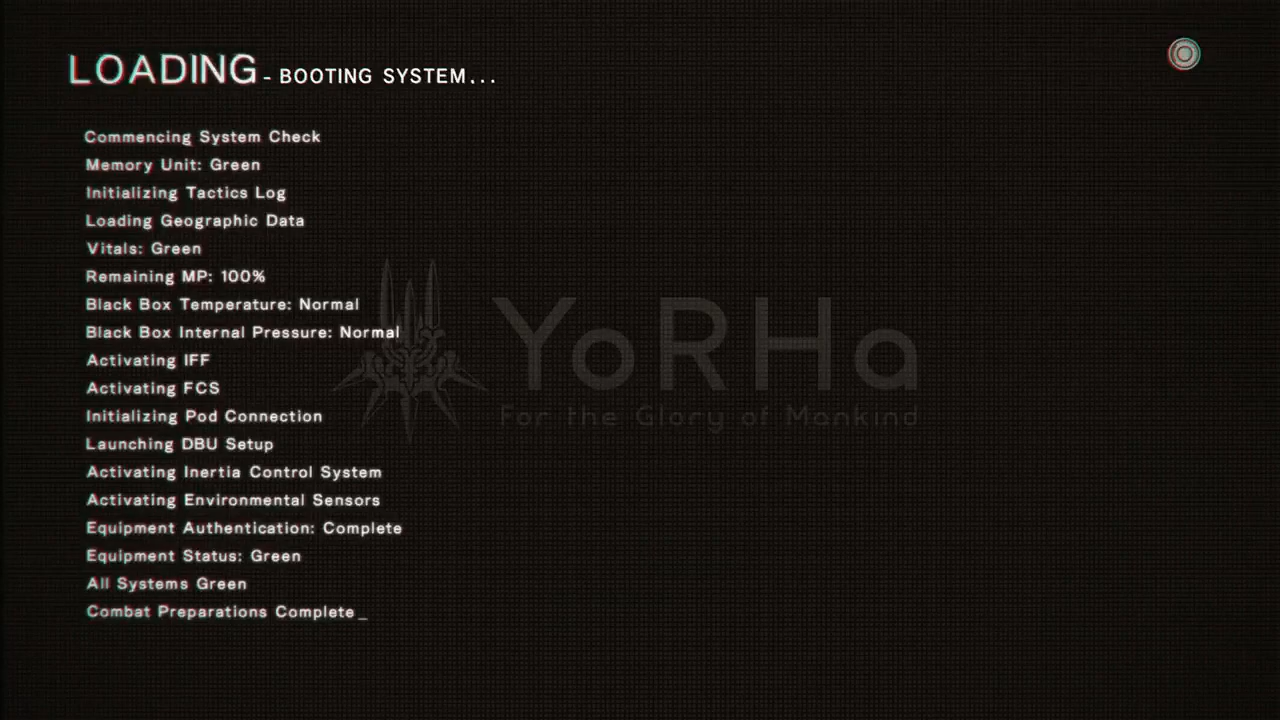 LOADING - BOOTING SYSTEM...
Commencing System Check
Memory Unit: Green
Initializing Tactics Log
Loading Geographic Data
Vitals: Green
Remaining MP: 100%
Black Box Temperature: Normal
Black Box Internal Pressure: Normal
Activating IFF
Activating FCS
Initializing Pod Connection
Launching DBU Setup
Activating Inertia Control System
Activating Environmental Sensors
Equipment Authentication: Complete
Equipment Status: Green
All Systems Green
Combat Preparations Complete_
YoRHa
For the Glory of Mankind